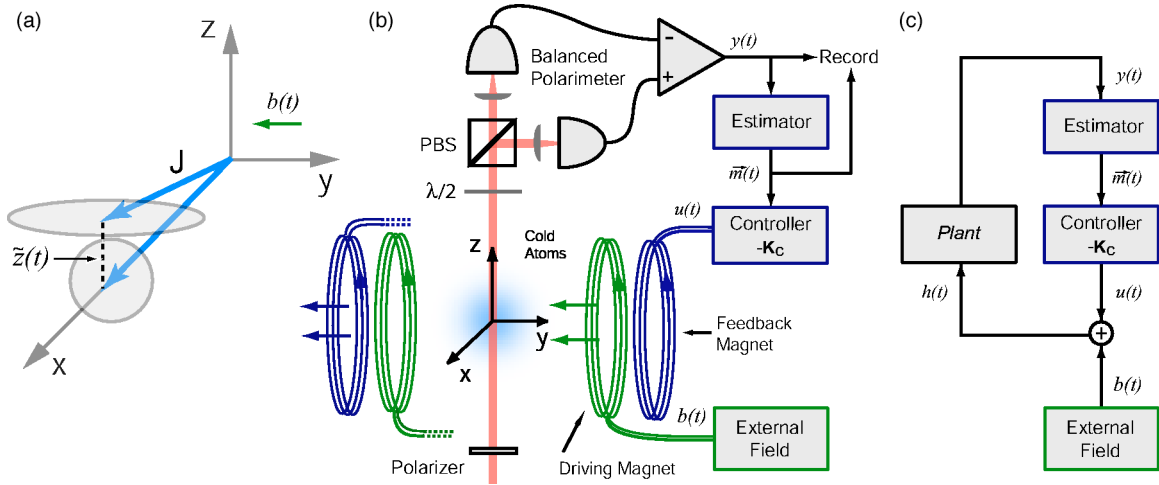 (a)
z
b(t)
J
y
z̃(t)
x
(b)
Balanced
Polarimeter
-
+
y(t)
Record
Estimator
PBS
λ/2
m⃗(t)
u(t)
Controller
-K_C
Cold
Atoms
z
y
x
Feedback
Magnet
b(t)
External
Field
Polarizer
Driving Magnet
(c)
y(t)
Estimator
m⃗(t)
Plant
Controller
-K_C
h(t)
u(t)
+
b(t)
External
Field